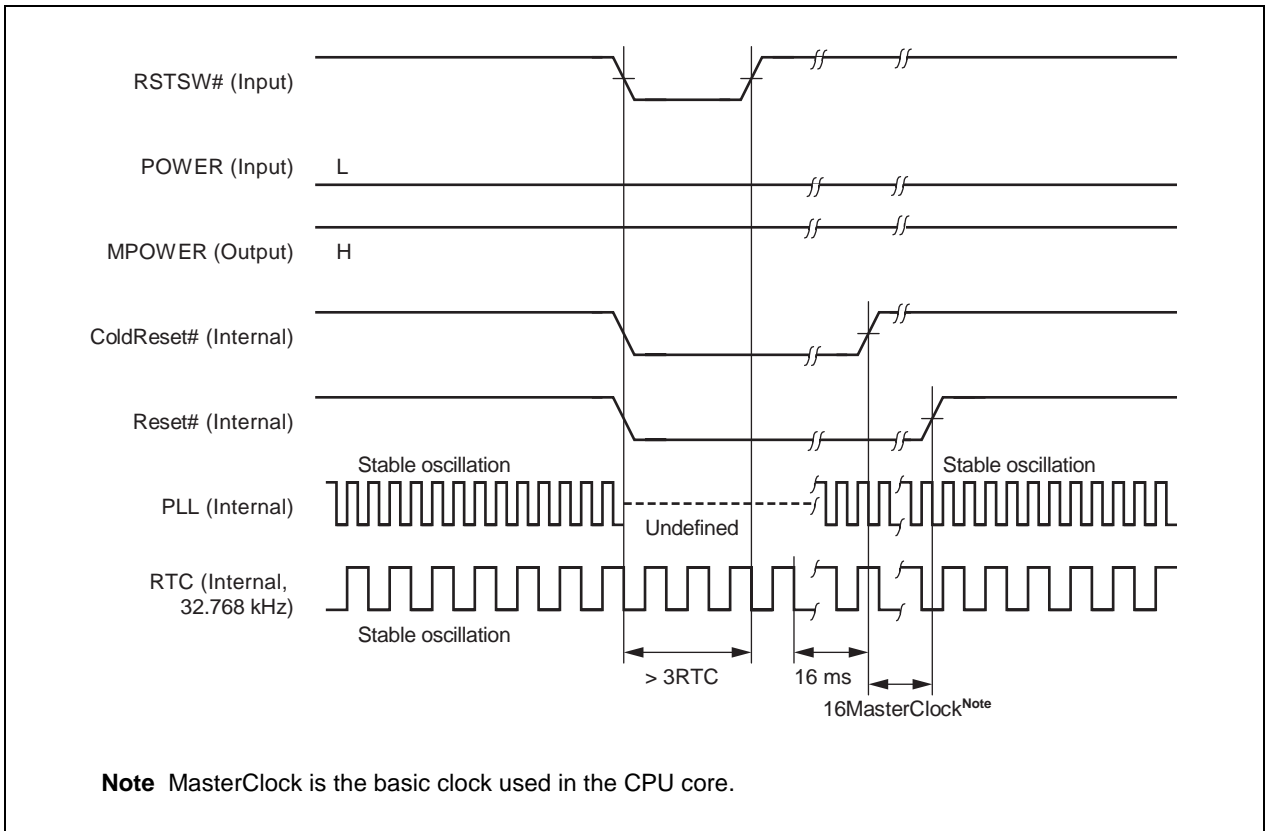 RSTSW# (Input)
POWER (Input)
L
MPOWER (Output)
H
ColdReset# (Internal)
Reset# (Internal)
Stable oscillation
Stable oscillation
PLL (Internal)
Undefined
RTC (Internal,
32.768 kHz)
Stable oscillation
> 3RTC
16 ms
16MasterClockNote
Note MasterClock is the basic clock used in the CPU core.